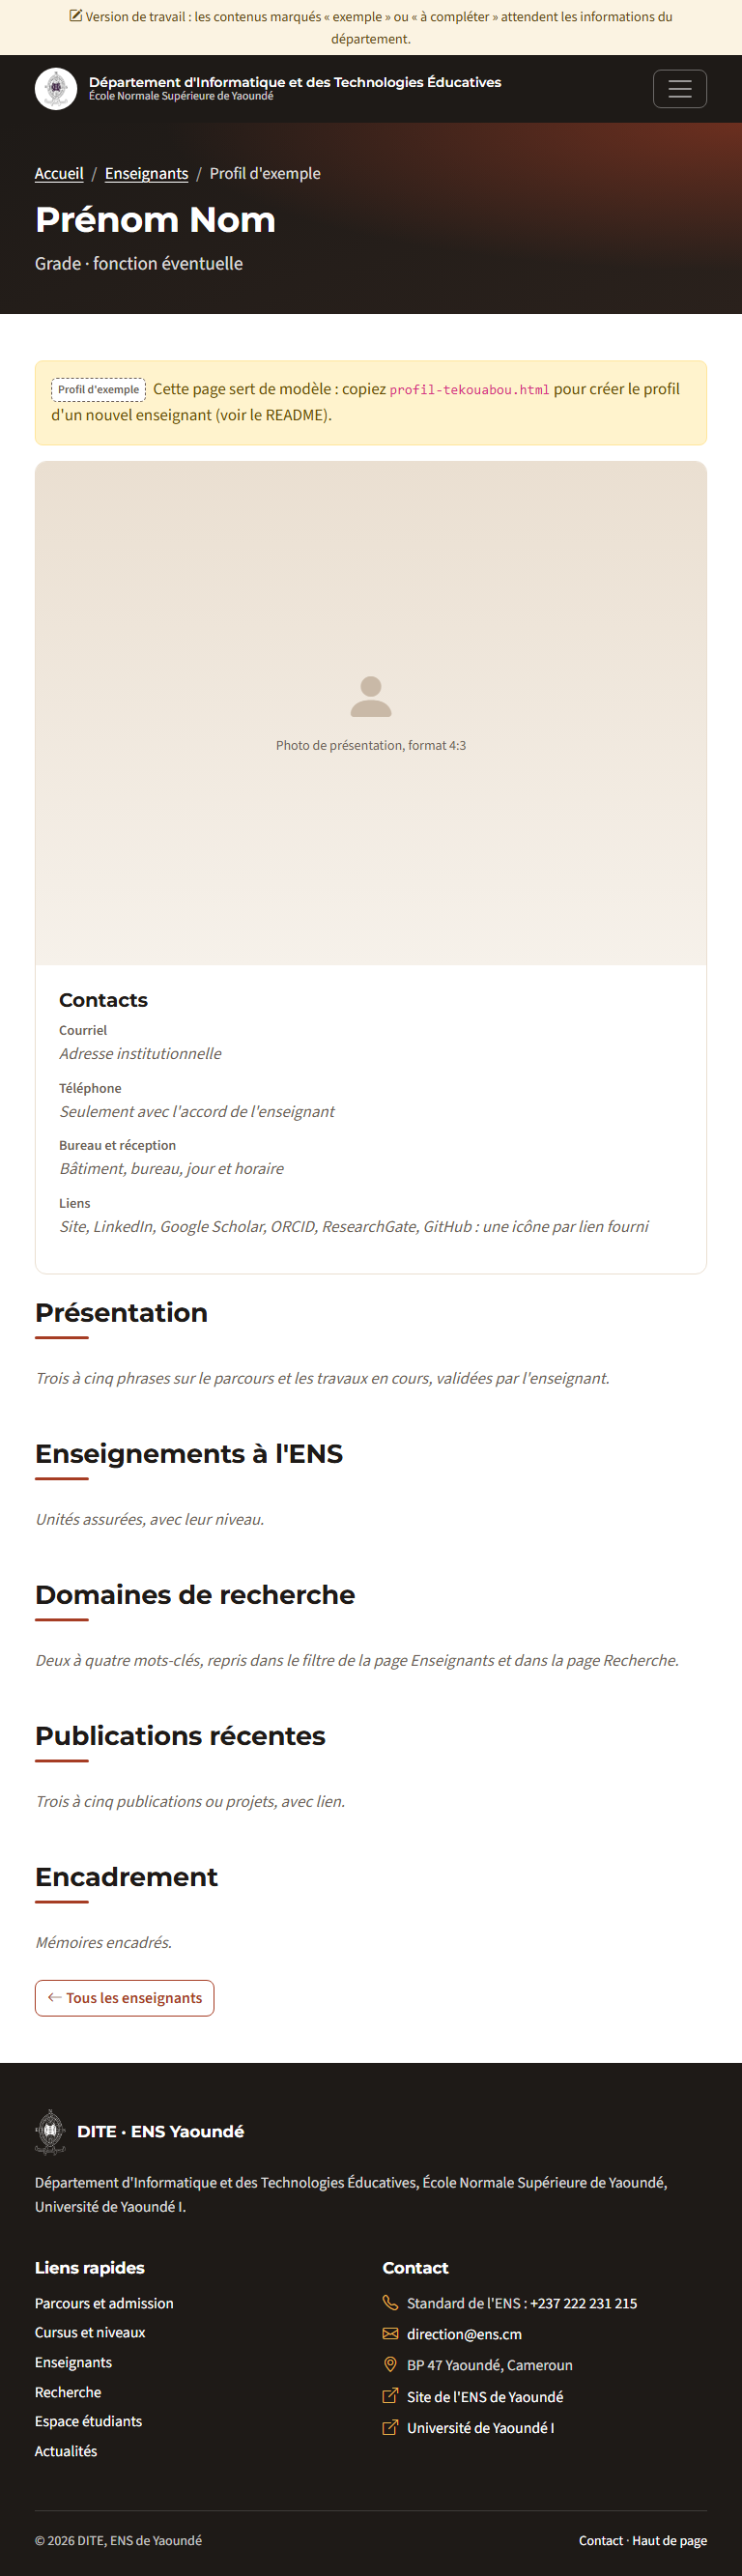 Version de travail : les contenus marqués « exemple » ou « à compléter » attendent les informations du
département.
Département d'Informatique et des Technologies Éducatives
École Normale Supérieure de Yaoundé
Accueil / Enseignants / Profil d'exemple
Prénom Nom
Grade · fonction éventuelle
Profil d'exemple Cette page sert de modèle : copiez profil-tekouabou.html pour créer le profil
d'un nouvel enseignant (voir le README).
Photo de présentation, format 4:3
Contacts
Courriel
Adresse institutionnelle
Téléphone
Seulement avec l'accord de l'enseignant
Bureau et réception
Bâtiment, bureau, jour et horaire
Liens
Site, LinkedIn, Google Scholar, ORCID, ResearchGate, GitHub : une icône par lien fourni
Présentation
Trois à cinq phrases sur le parcours et les travaux en cours, validées par l'enseignant.
Enseignements à l'ENS
Unités assurées, avec leur niveau.
Domaines de recherche
Deux à quatre mots-clés, repris dans le filtre de la page Enseignants et dans la page Recherche.
Publications récentes
Trois à cinq publications ou projets, avec lien.
Encadrement
Mémoires encadrés.
← Tous les enseignants
DITE · ENS Yaoundé
Département d'Informatique et des Technologies Éducatives, École Normale Supérieure de Yaoundé,
Université de Yaoundé I.
Liens rapides
Parcours et admission
Cursus et niveaux
Enseignants
Recherche
Espace étudiants
Actualités
Contact
Standard de l'ENS : +237 222 231 215
direction@ens.cm
BP 47 Yaoundé, Cameroun
Site de l'ENS de Yaoundé
Université de Yaoundé I
© 2026 DITE, ENS de Yaoundé
Contact · Haut de page